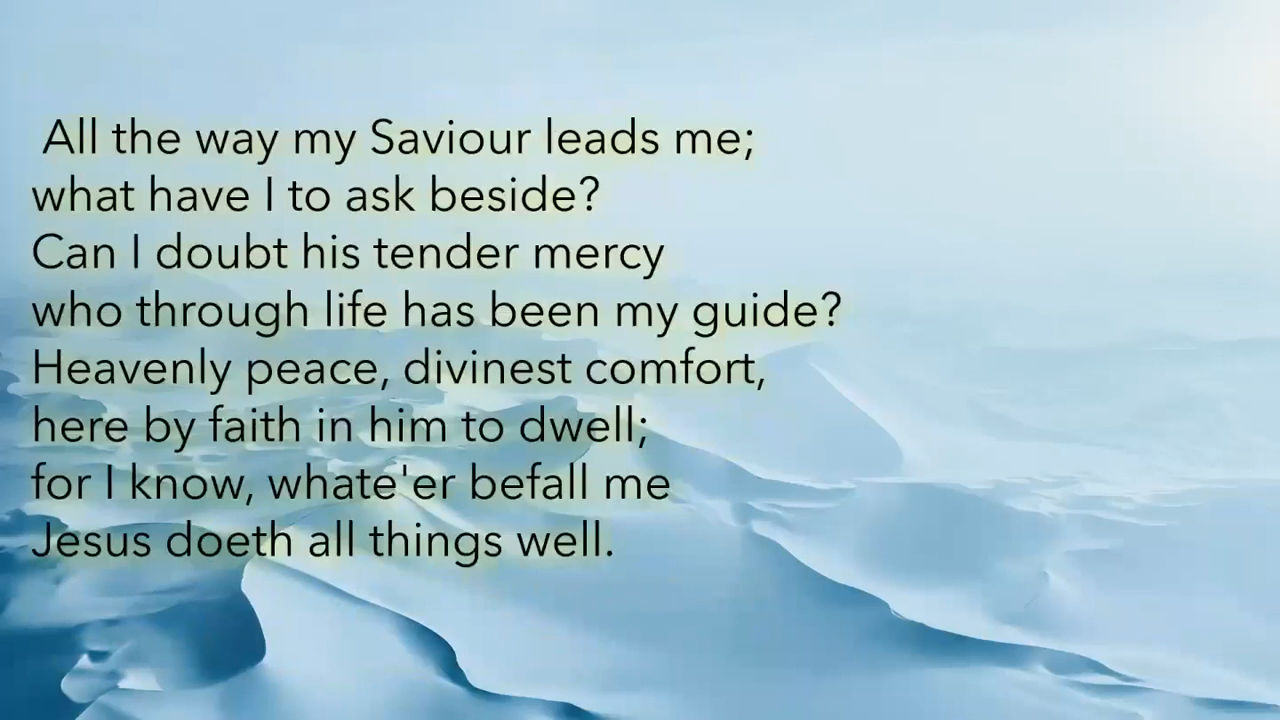 All the way my Saviour leads me;
what have I to ask beside?
Can I doubt his tender mercy
who through life has been my guide?
Heavenly peace, divinest comfort,
here by faith in him to dwell;
for I know, whate'er befall me
Jesus doeth all things well.